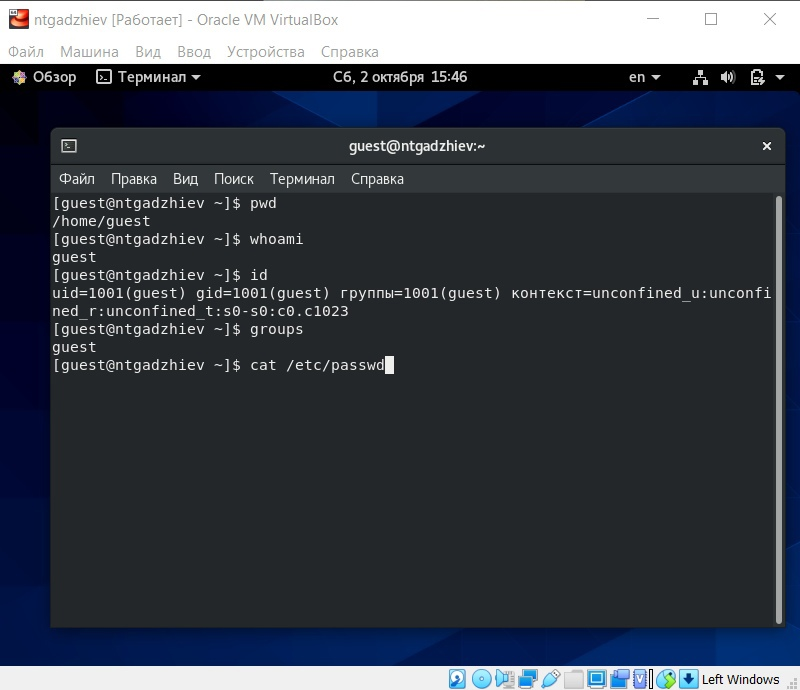 ntgadzhiev [Работает] - Oracle VM VirtualBox
Файл Машина Вид Ввод Устройства Справка
Обзор Терминал Сб, 2 октября 15:46 en
guest@ntgadzhiev:~
Файл Правка Вид Поиск Терминал Справка
[guest@ntgadzhiev ~]$ pwd
/home/guest
[guest@ntgadzhiev ~]$ whoami
guest
[guest@ntgadzhiev ~]$ id
uid=1001(guest) gid=1001(guest) группы=1001(guest) контекст=unconfined_u:unconfi
ned_r:unconfined_t:s0-s0:c0.c1023
[guest@ntgadzhiev ~]$ groups
guest
[guest@ntgadzhiev ~]$ cat /etc/passwd
Left Windows